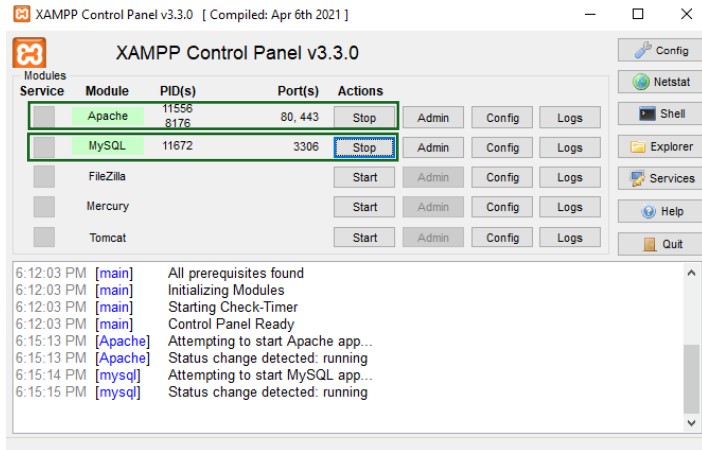 XAMPP Control Panel v3.3.0 [ Compiled: Apr 6th 2021 ]
XAMPP Control Panel v3.3.0
Config
Modules
Service Module PID(s) Port(s) Actions
Netstat
Apache 11556 8176 80, 443 Stop Admin Config Logs
Shell
MySQL 11672 3306 Stop Admin Config Logs
Explorer
FileZilla Start Admin Config Logs
Services
Mercury Start Admin Config Logs
Help
Tomcat Start Admin Config Logs
Quit
6:12:03 PM [main] All prerequisites found
6:12:03 PM [main] Initializing Modules
6:12:03 PM [main] Starting Check-Timer
6:12:03 PM [main] Control Panel Ready
6:15:13 PM [Apache] Attempting to start Apache app...
6:15:13 PM [Apache] Status change detected: running
6:15:14 PM [mysql] Attempting to start MySQL app...
6:15:15 PM [mysql] Status change detected: running